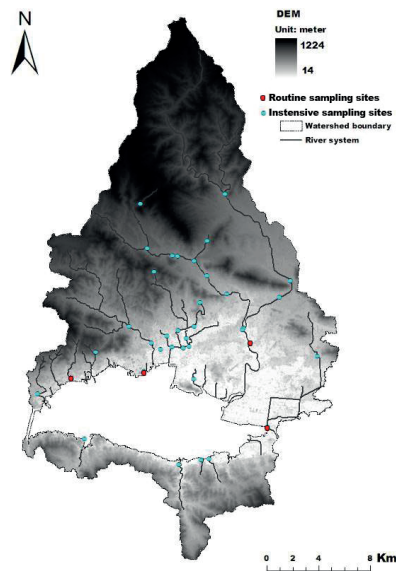 N
DEM
Unit: meter
1224
14
Routine sampling sites
Instensive sampling sites
Watershed boundary
River system
0 2 4 8 Km